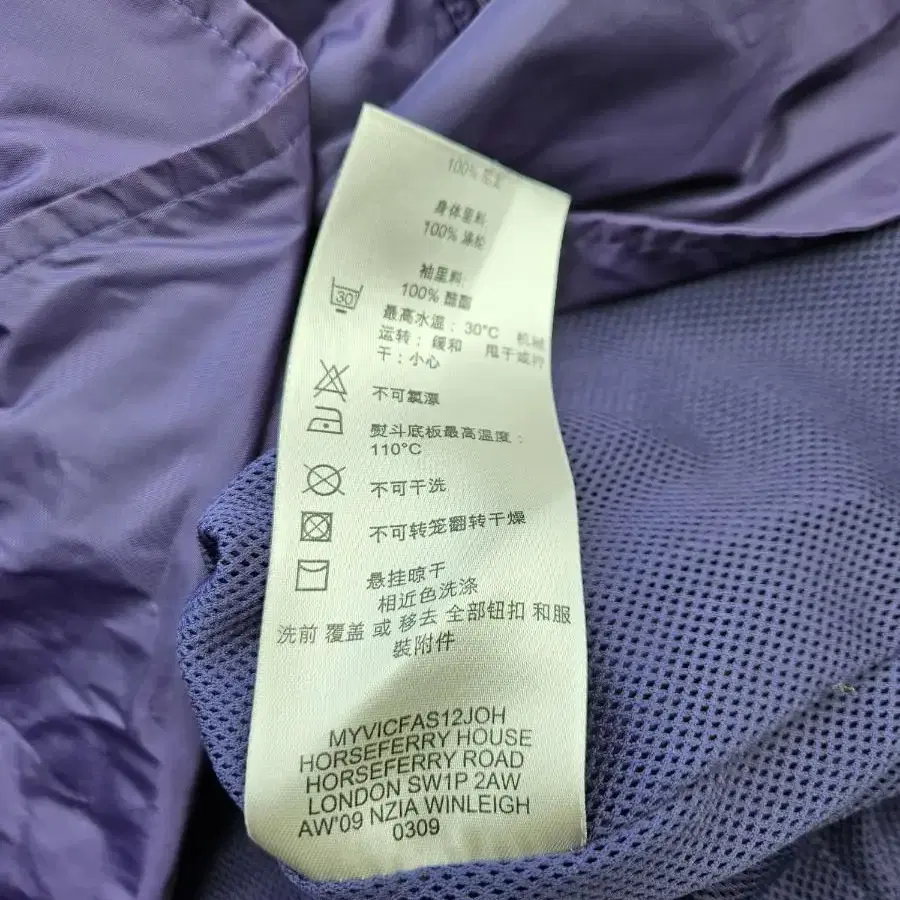 100%
身体里料:
100% 涤纶
袖里料:
100% 酯酯
30
最高水温: 30°C 机械
运转: 缓和 甩干或拧
干: 小心
不可氯漂
熨斗底板最高温度:
110°C
不可干洗
不可转笼翻转干燥
悬挂晾干
相近色洗涤
洗前 覆盖 或 移去 全部钮扣 和服
裝附件
MYVICFAS12JOH
HORSEFERRY HOUSE
HORSEFERRY ROAD
LONDON SW1P 2AW
AW'09 NZIA WINLEIGH
0309